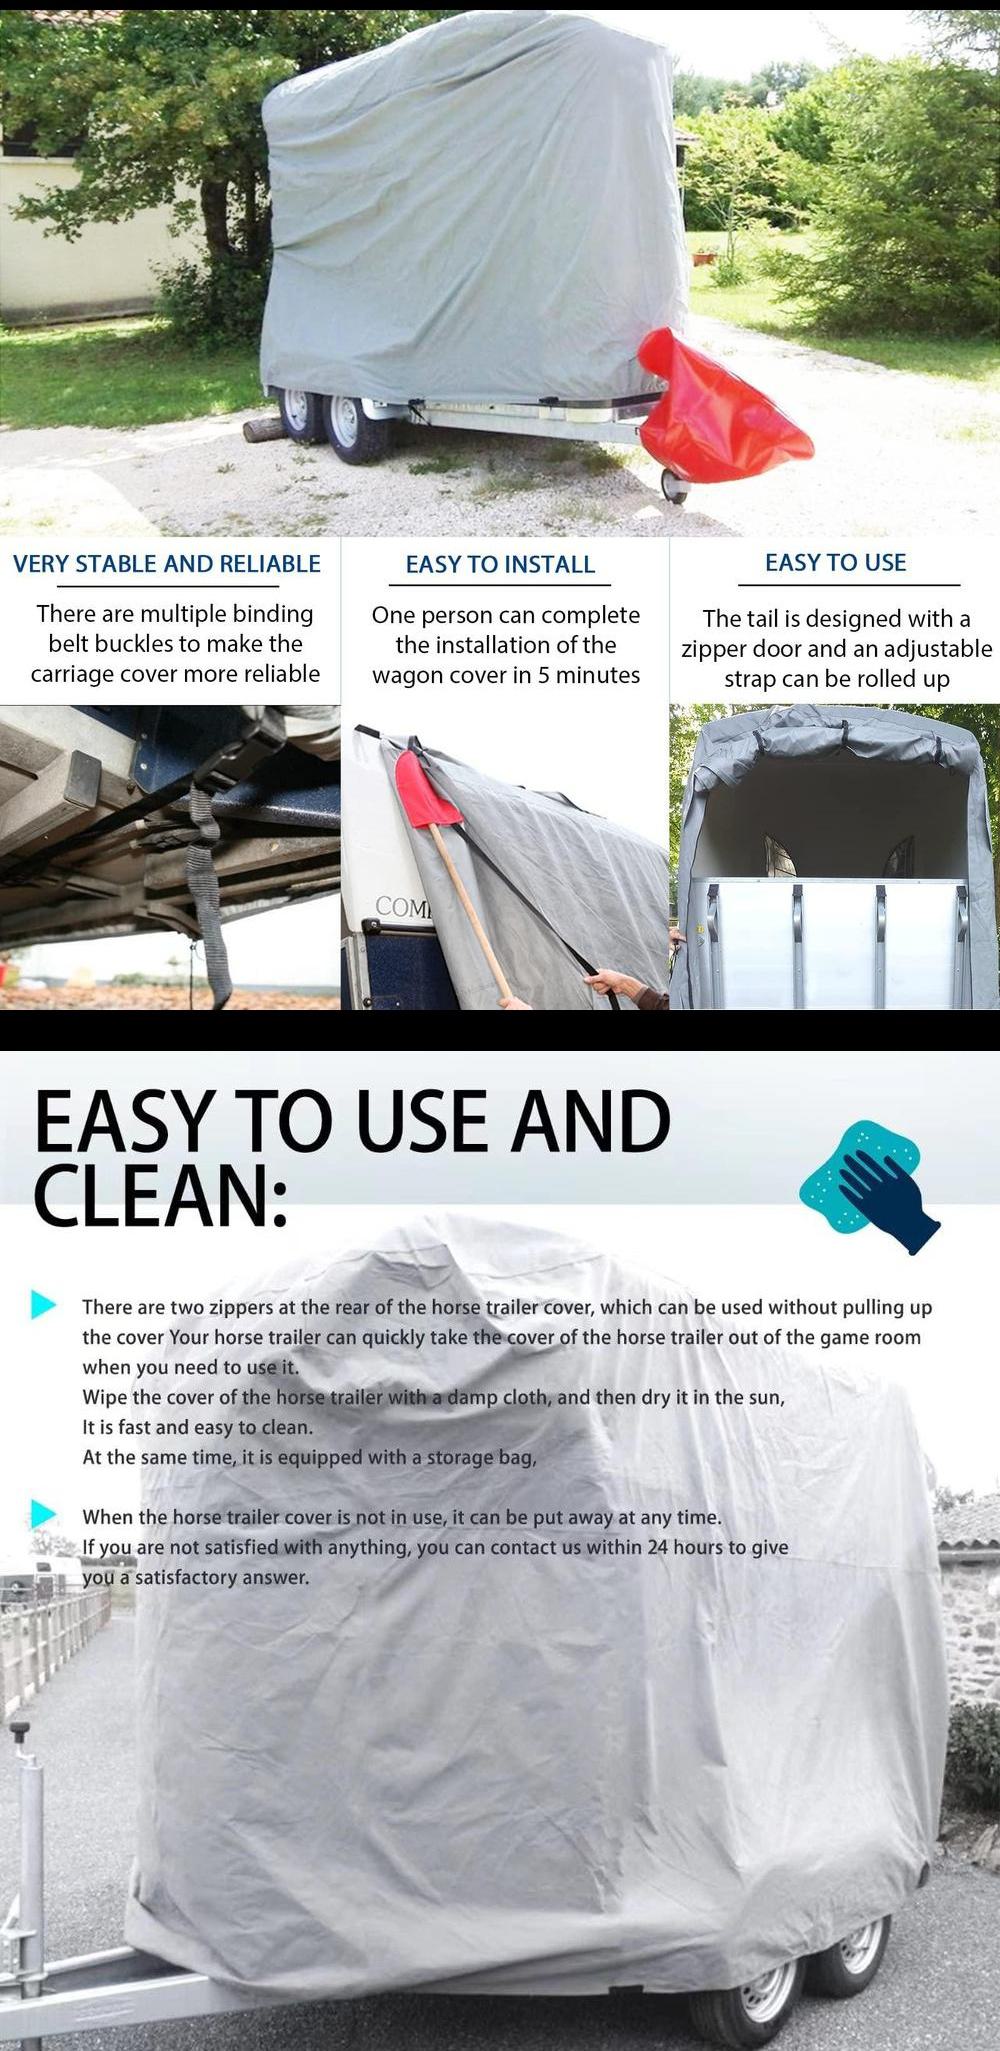 VERY STABLE AND RELIABLE
There are multiple binding
belt buckles to make the
carriage cover more reliable
EASY TO INSTALL
One person can complete
the installation of the
wagon cover in 5 minutes
EASY TO USE
The tail is designed with a
zipper door and an adjustable
strap can be rolled up
COM
EASY TO USE AND
CLEAN:
There are two zippers at the rear of the horse trailer cover, which can be used without pulling up
the cover Your horse trailer can quickly take the cover of the horse trailer out of the game room
when you need to use it.
Wipe the cover of the horse trailer with a damp cloth, and then dry it in the sun,
It is fast and easy to clean.
At the same time, it is equipped with a storage bag,
When the horse trailer cover is not in use, it can be put away at any time.
If you are not satisfied with anything, you can contact us within 24 hours to give
you a satisfactory answer.